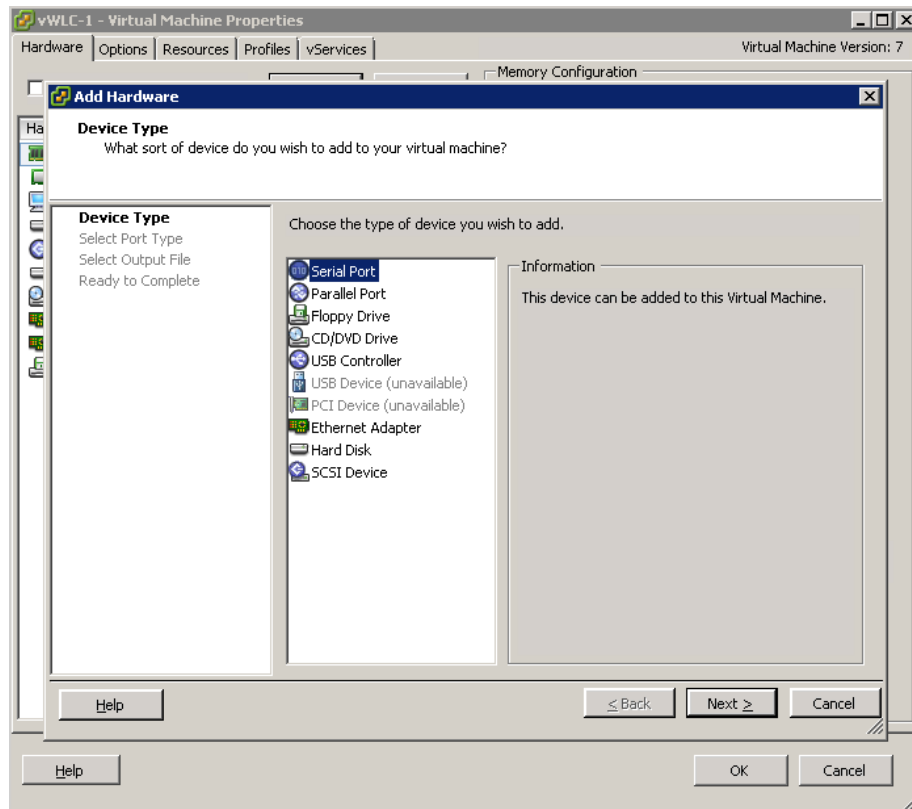 vWLC-1 - Virtual Machine Properties
Hardware Options Resources Profiles vServices Virtual Machine Version: 7
Memory Configuration
Add Hardware
Ha
Device Type
What sort of device do you wish to add to your virtual machine?
Device Type
Select Port Type
Select Output File
Ready to Complete
Choose the type of device you wish to add.
Serial Port
Parallel Port
Floppy Drive
CD/DVD Drive
USB Controller
USB Device (unavailable)
PCI Device (unavailable)
Ethernet Adapter
Hard Disk
SCSI Device
Information
This device can be added to this Virtual Machine.
Help < Back Next > Cancel
Help OK Cancel